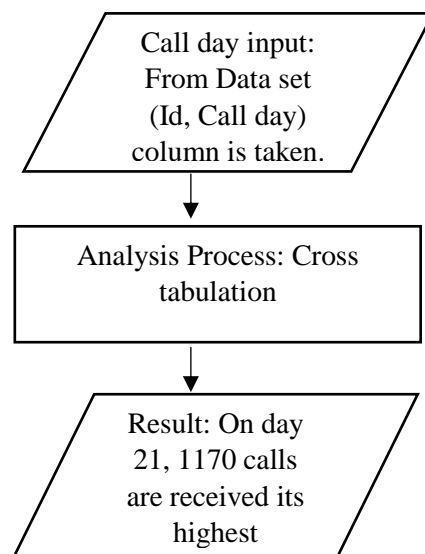 Call day input:
From Data set
(Id, Call day)
column is taken.
Analysis Process: Cross
tabulation
Result: On day
21, 1170 calls
are received its
highest